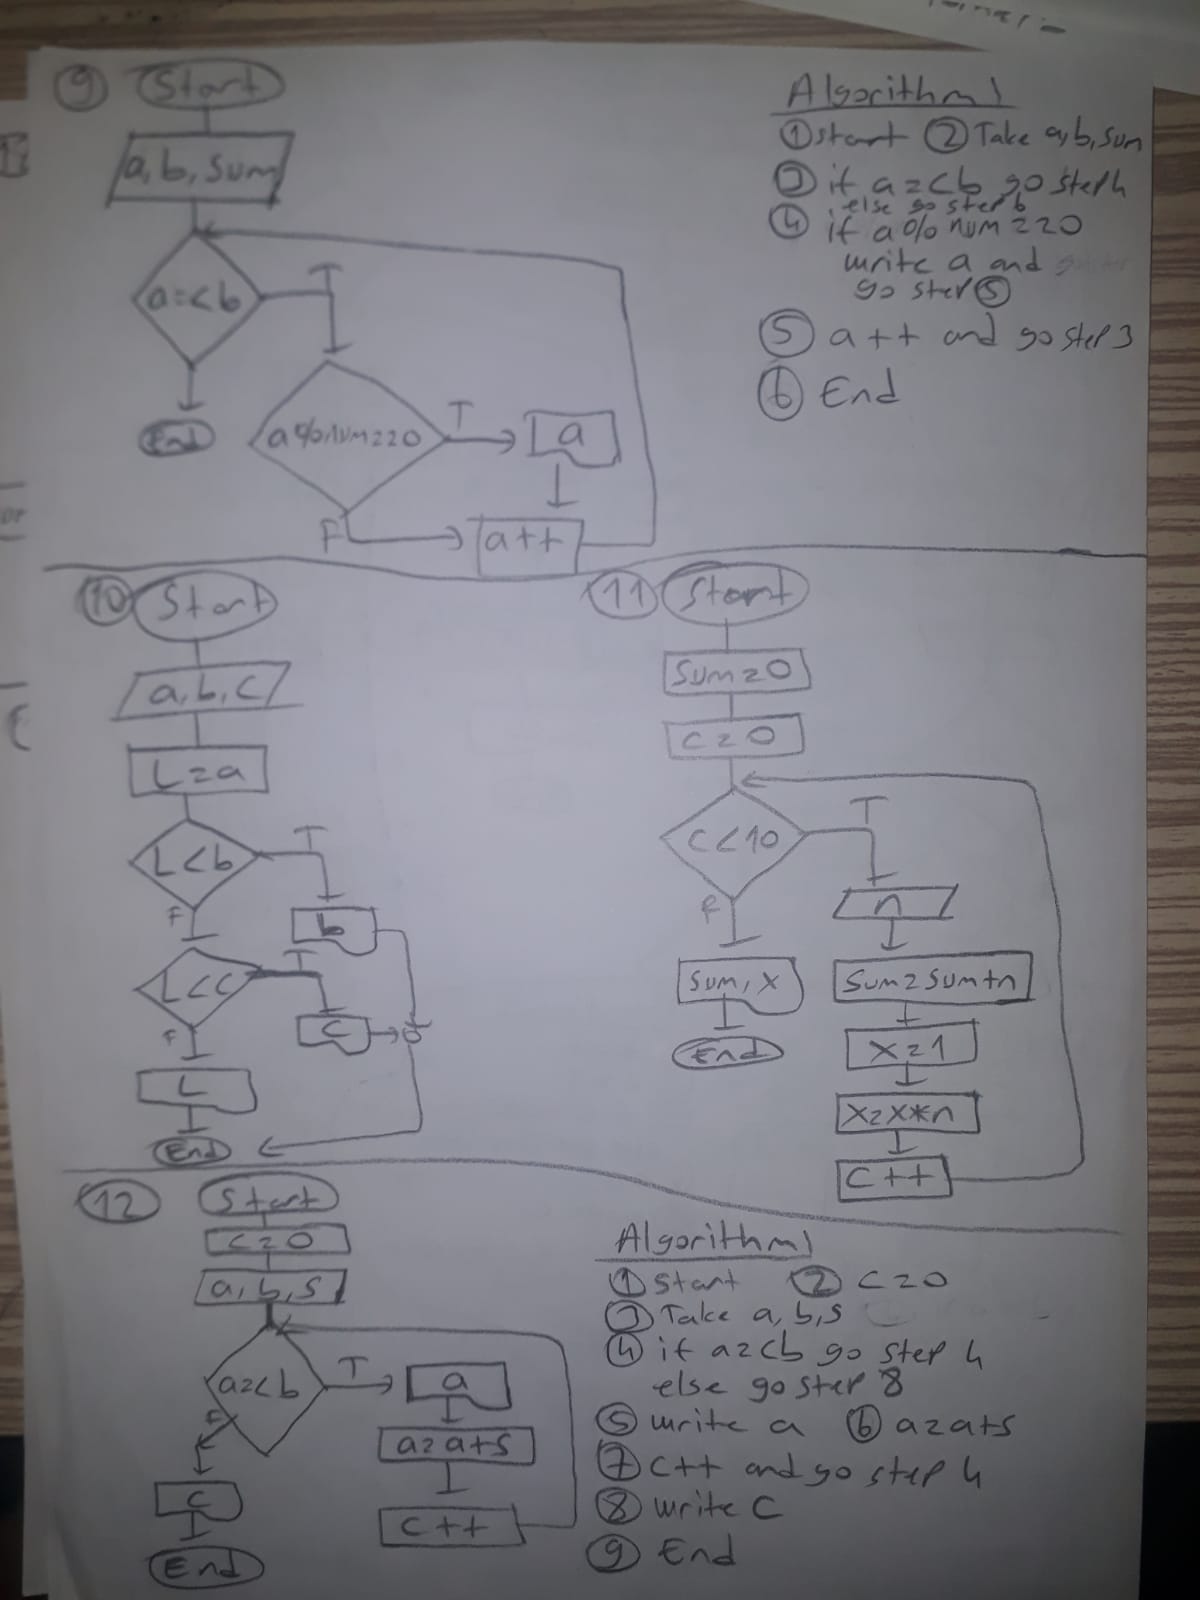 9 Start
a, b, sum
a=<b
T
End
a%num==0
T
a
F
a++
Algorithm
① start ② Take a, b, sum
③ if a=<b go step 4
else go step 6
④ if a % num ==0
write a and
go step ⑤
⑤ a++ and go step 3
⑥ End
10 Start
a, b, c
L=a
L<b
T
F
b
L<c
T
F
c
L
End
11 Start
Sum=0
C=0
C<10
T
F
n
Sum=Sum+n
Sum, X
X=1
End
X=X*n
C++
12 Start
C=0
a, b, s
a=<b
T
F
a
a=a+s
C++
C
End
Algorithm
① Start ② C=0
③ Take a, b, s
④ if a=<b go step 4
else go step 8
⑤ write a ⑥ a=a+s
⑦ C++ and go step 4
⑧ write C
⑨ End